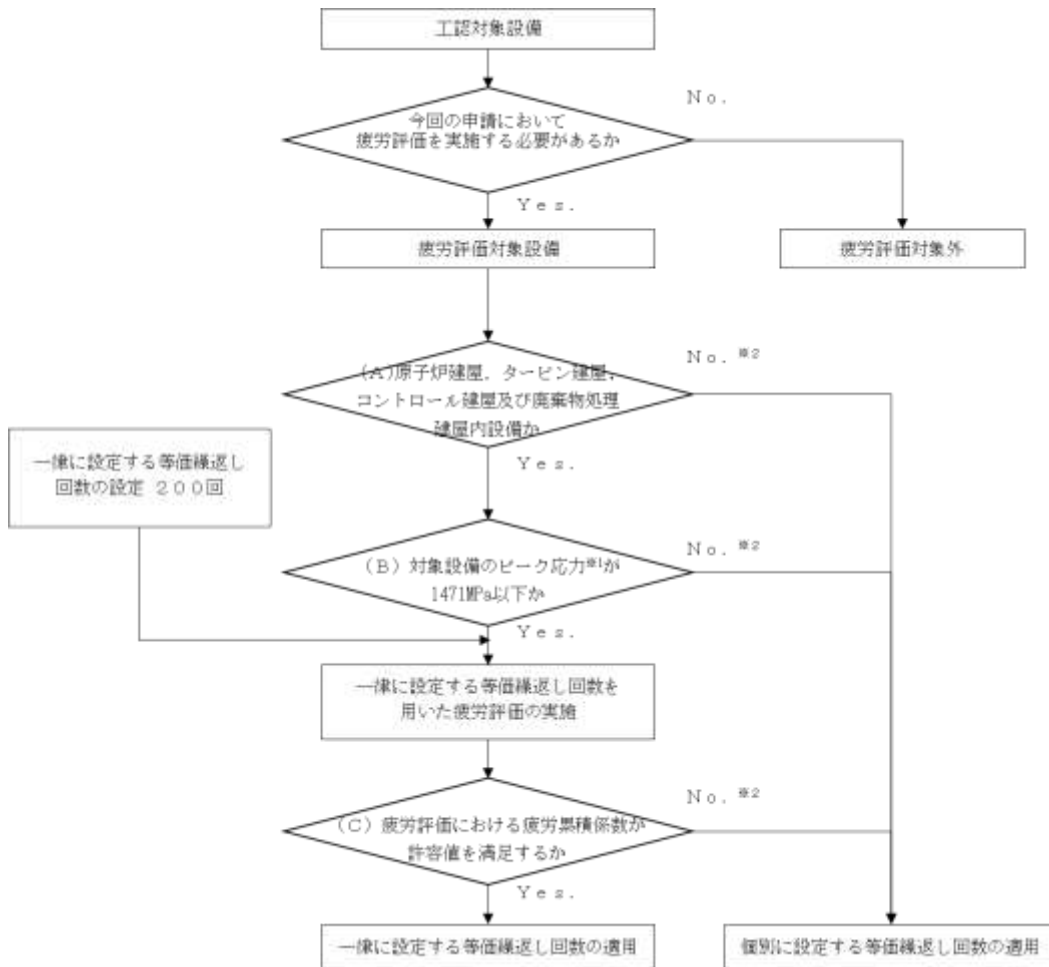 工認対象設備
今回の申請において
疲労評価を実施する必要があるか
No.
Yes.
疲労評価対象設備
疲労評価対象外
(A)原子炉建屋，タービン建屋，
コントロール建屋及び廃棄物処理
建屋内設備か
No.※2
Yes.
一律に設定する等価繰返し
回数の設定 200回
(B)対象設備のピーク応力※1が
1471MPa以下か
No.※2
Yes.
一律に設定する等価繰返し回数を
用いた疲労評価の実施
(C)疲労評価における疲労累積係数が
許容値を満足するか
No.※2
Yes.
一律に設定する等価繰返し回数の適用
個別に設定する等価繰返し回数の適用